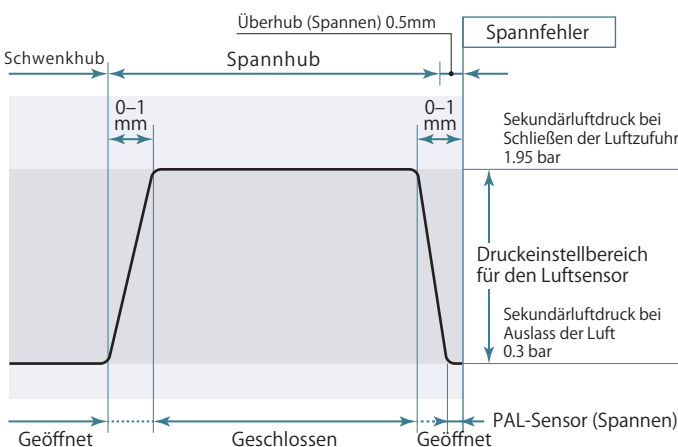 Überhub (Spannen) 0.5mm
Spannfehler
Schwenkhub
Spannhub
0–1
mm
0–1
mm
Sekundärluftdruck bei
Schließen der Luftzufuhr
1.95 bar
Druckeinstellbereich
für den Luftsensor
Sekundärluftdruck bei
Auslass der Luft
0.3 bar
PAL-Sensor (Spannen)
Geöffnet
Geschlossen
Geöffnet